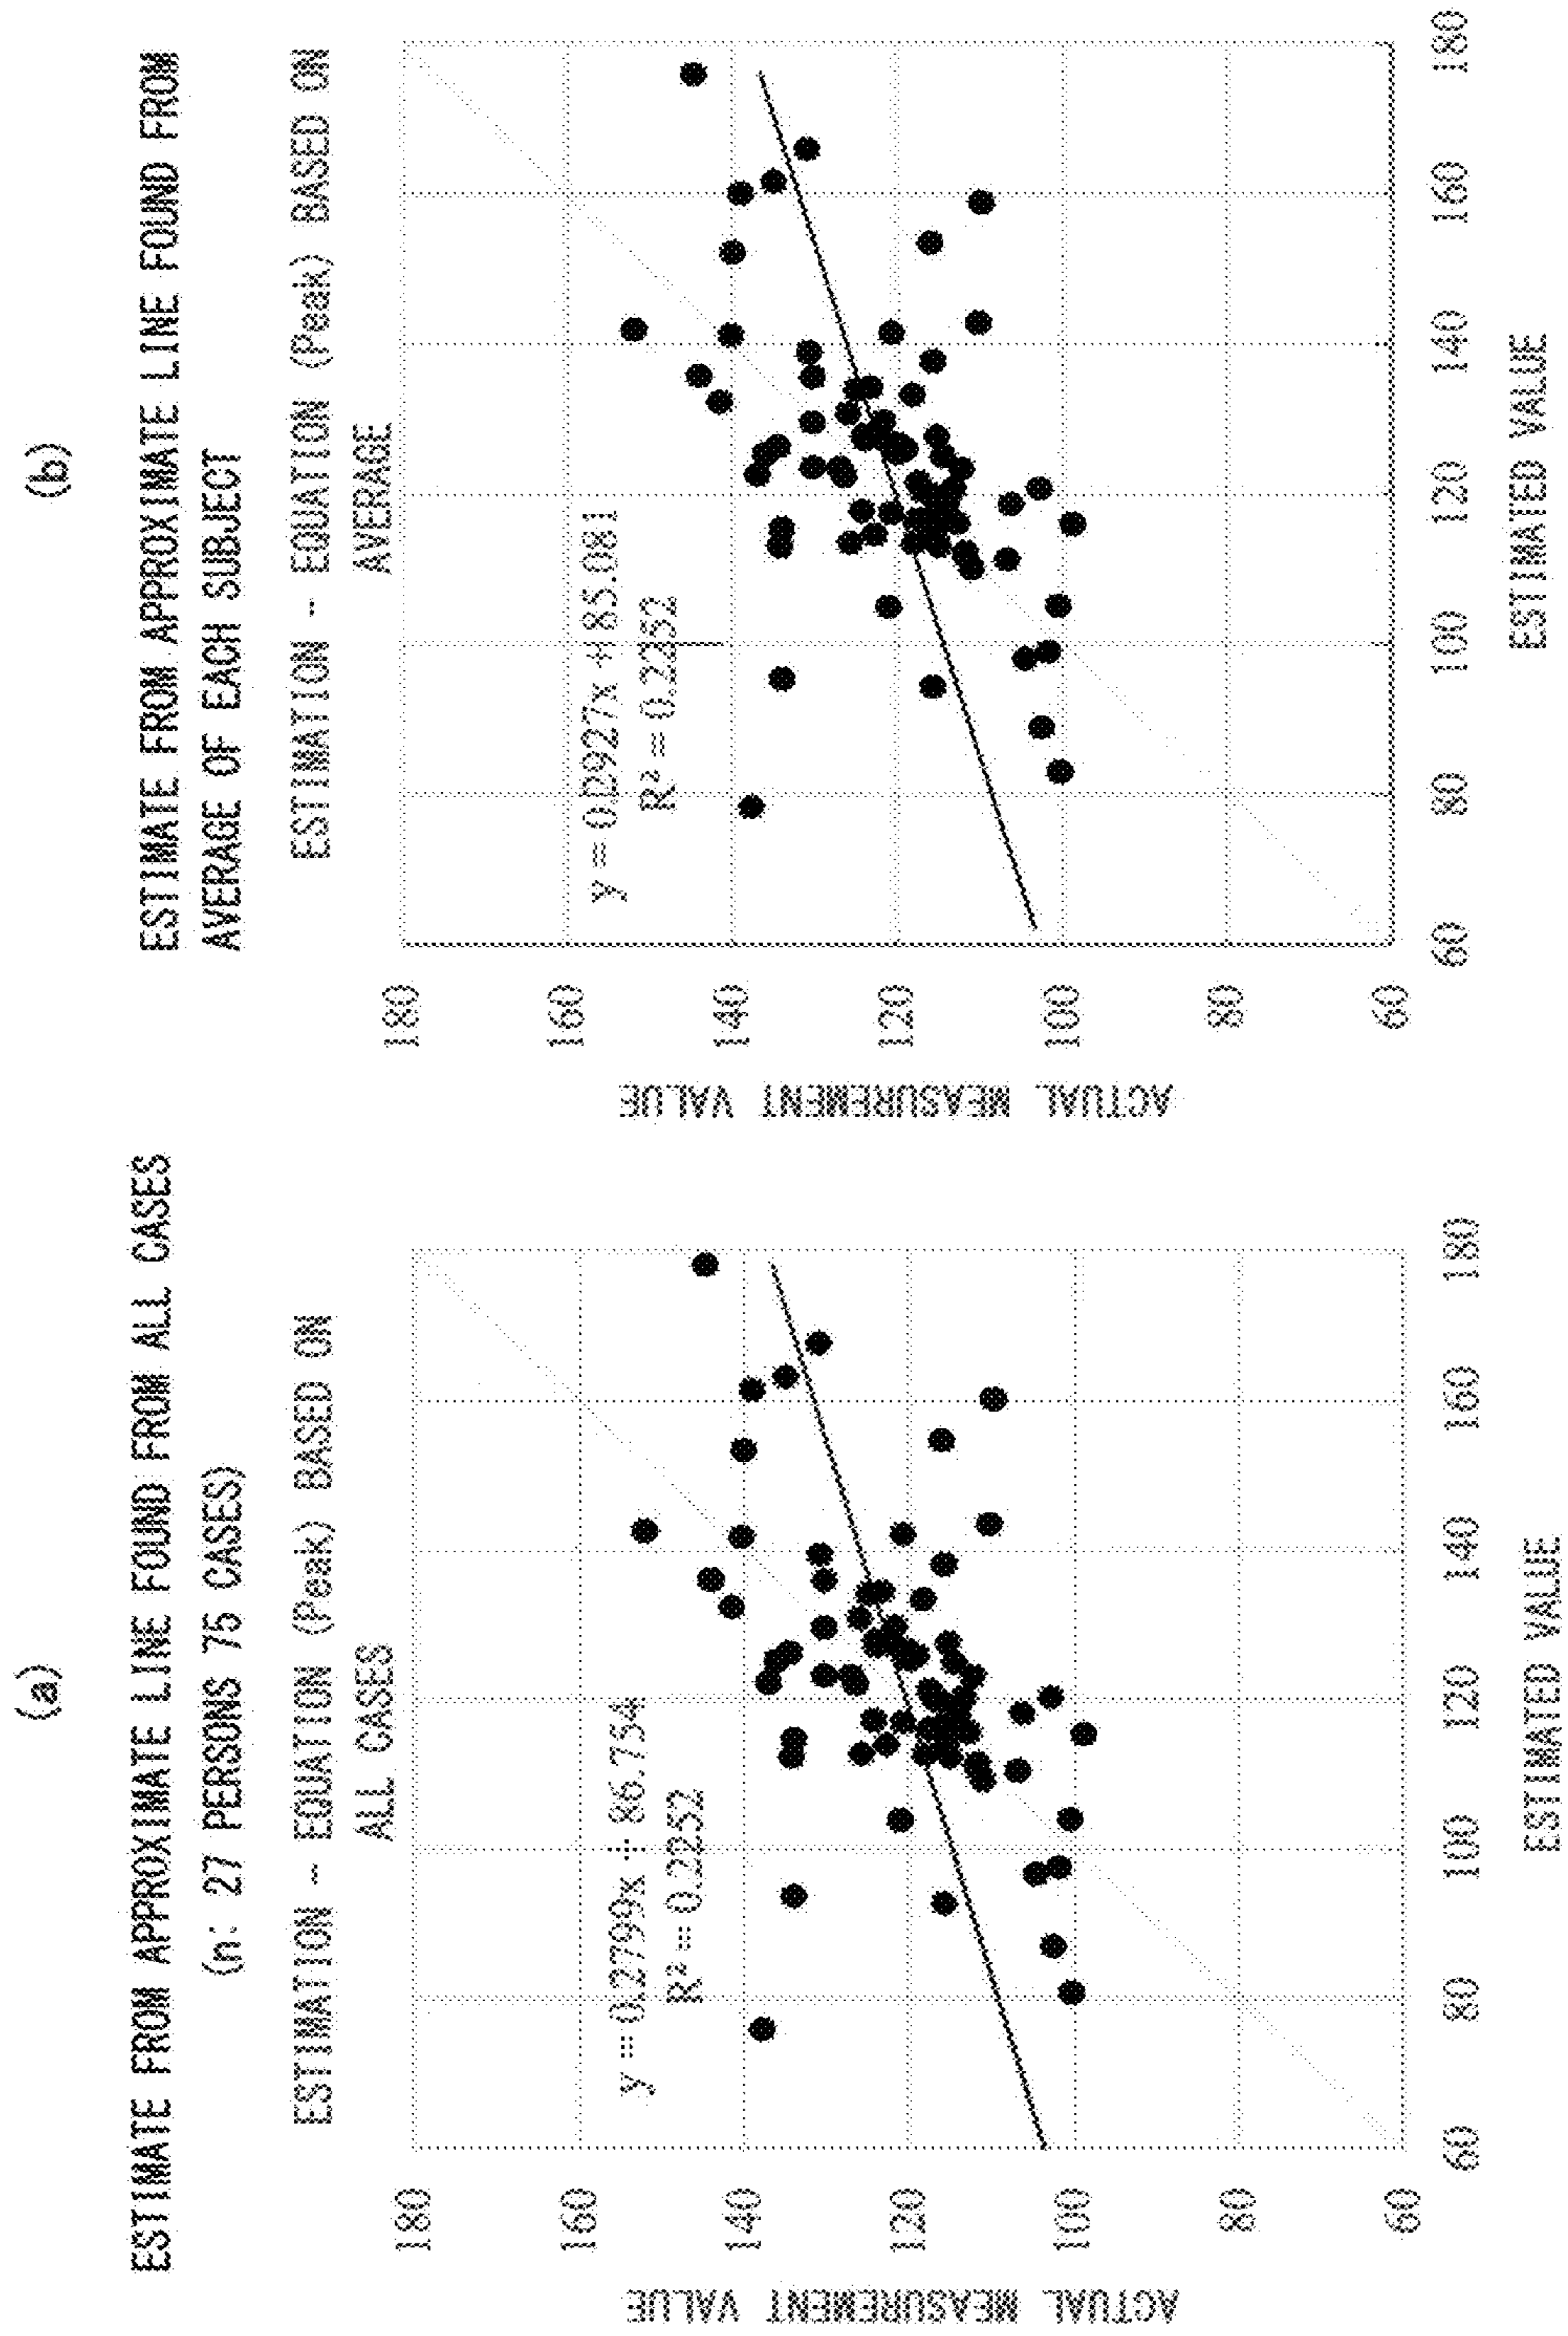 (a)
ESTIMATE FROM APPROXIMATE LINE FOUND FROM ALL CASES
(n: 27 PERSONS 75 CASES)
ESTIMATION - EQUATION (Peak) BASED ON
ALL CASES
y = 0.2799x + 86.754
R² = 0.2252
ACTUAL MEASUREMENT VALUE
180
160
140
120
100
80
60
60 80 100 120 140 160 180
ESTIMATED VALUE
(b)
ESTIMATE FROM APPROXIMATE LINE FOUND FROM
AVERAGE OF EACH SUBJECT
ESTIMATION - EQUATION (Peak) BASED ON
AVERAGE
y = 0.2927x + 85.081
R² = 0.2252
ACTUAL MEASUREMENT VALUE
180
160
140
120
100
80
60
60 80 100 120 140 160 180
ESTIMATED VALUE